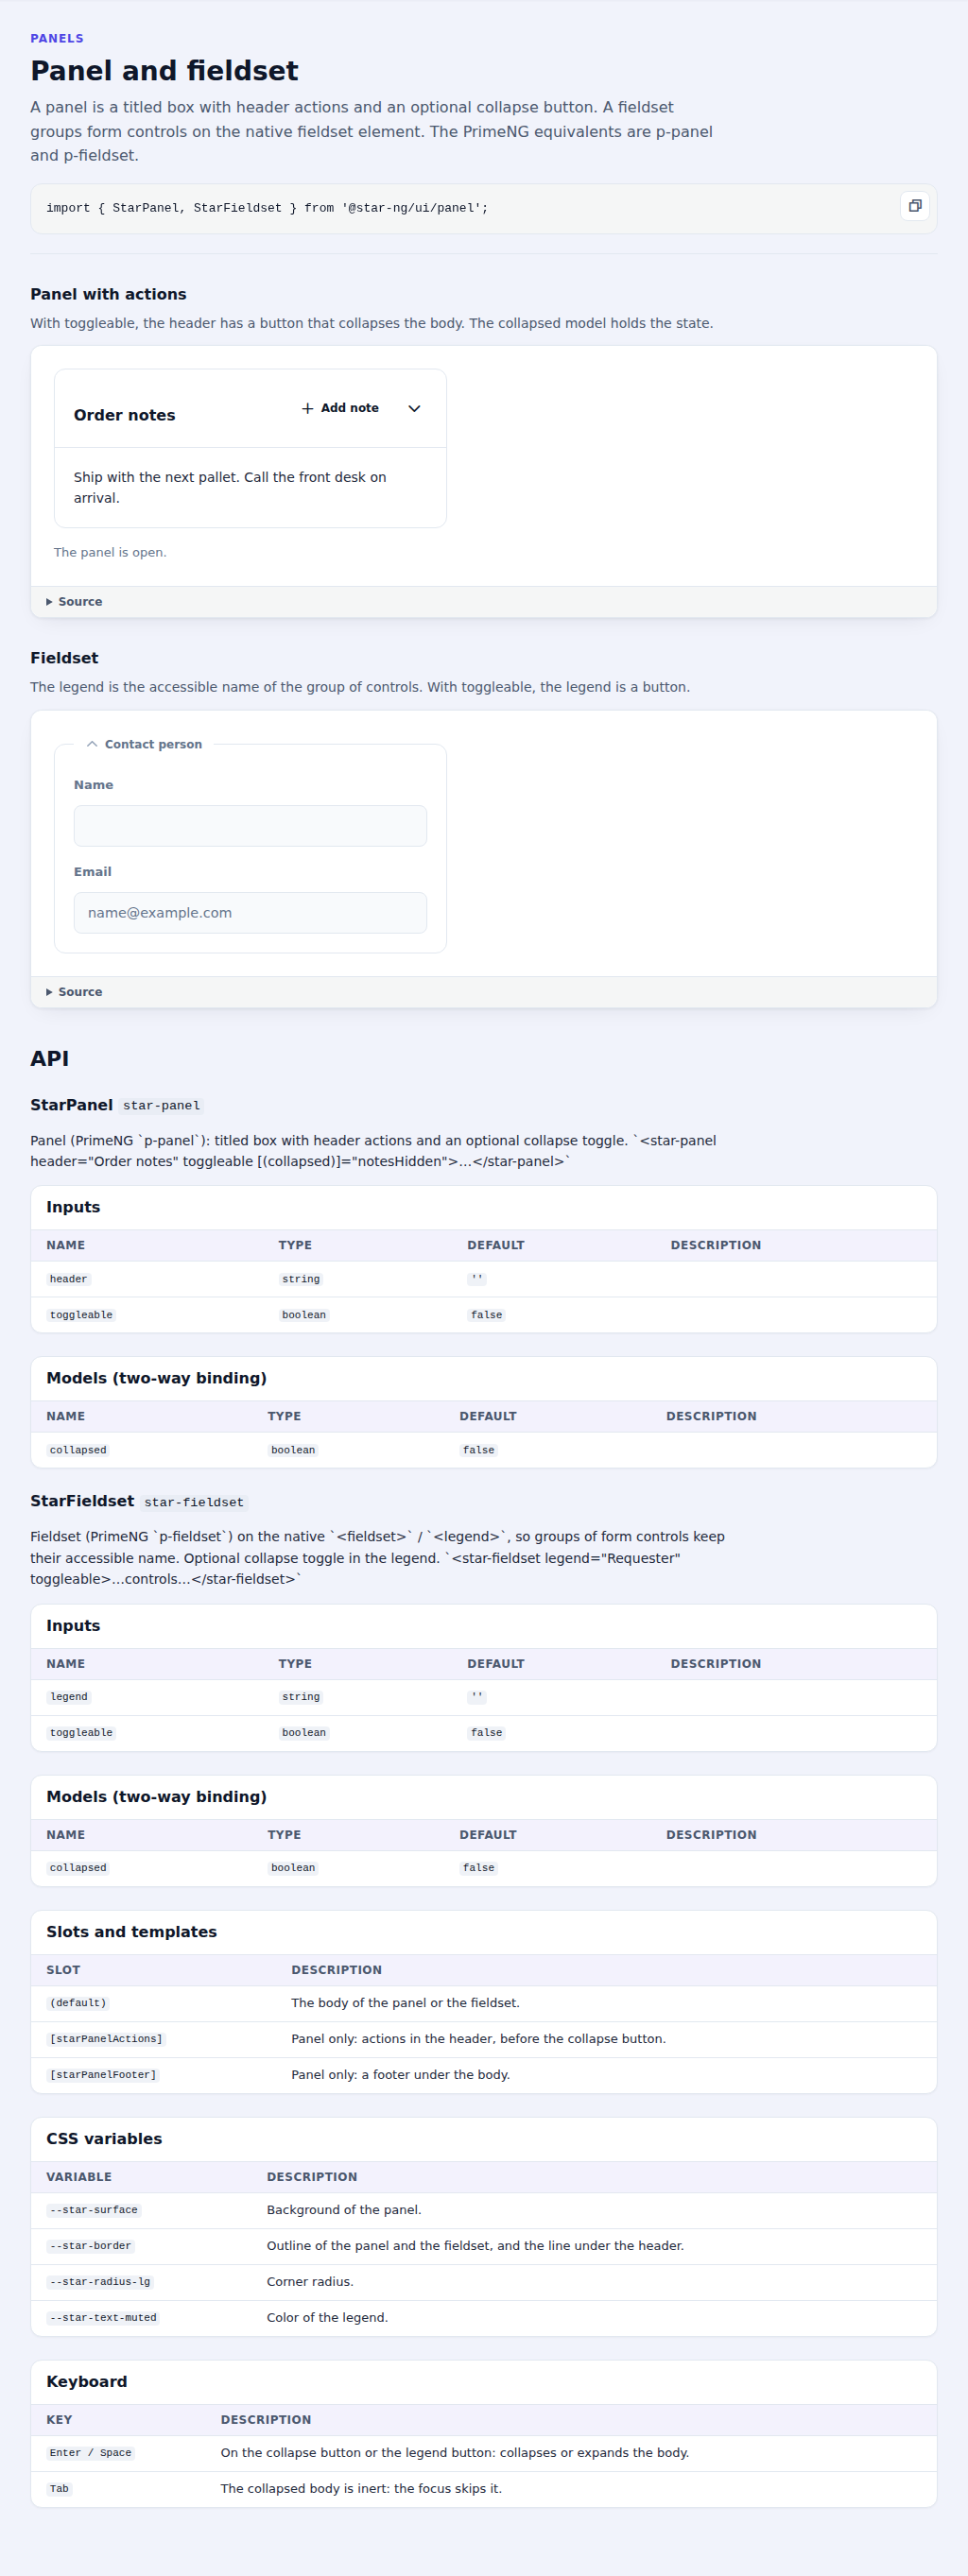 PANELS
Panel and fieldset
A panel is a titled box with header actions and an optional collapse button. A fieldset
groups form controls on the native fieldset element. The PrimeNG equivalents are p-panel
and p-fieldset.
import { StarPanel, StarFieldset } from '@star-ng/ui/panel';
Panel with actions
With toggleable, the header has a button that collapses the body. The collapsed model holds the state.
Order notes
Add note
Ship with the next pallet. Call the front desk on
arrival.
The panel is open.
Source
Fieldset
The legend is the accessible name of the group of controls. With toggleable, the legend is a button.
Contact person
Name
Email
name@example.com
Source
API
StarPanel star-panel
Panel (PrimeNG `p-panel`): titled box with header actions and an optional collapse toggle. `<star-panel
header="Order notes" toggleable [(collapsed)]="notesHidden">…</star-panel>`
Inputs
NAME TYPE DEFAULT DESCRIPTION
header string ''
toggleable boolean false
Models (two-way binding)
NAME TYPE DEFAULT DESCRIPTION
collapsed boolean false
StarFieldset star-fieldset
Fieldset (PrimeNG `p-fieldset`) on the native `<fieldset>` / `<legend>`, so groups of form controls keep
their accessible name. Optional collapse toggle in the legend. `<star-fieldset legend="Requester"
toggleable>…controls…</star-fieldset>`
Inputs
NAME TYPE DEFAULT DESCRIPTION
legend string ''
toggleable boolean false
Models (two-way binding)
NAME TYPE DEFAULT DESCRIPTION
collapsed boolean false
Slots and templates
SLOT DESCRIPTION
(default) The body of the panel or the fieldset.
[starPanelActions] Panel only: actions in the header, before the collapse button.
[starPanelFooter] Panel only: a footer under the body.
CSS variables
VARIABLE DESCRIPTION
--star-surface Background of the panel.
--star-border Outline of the panel and the fieldset, and the line under the header.
--star-radius-lg Corner radius.
--star-text-muted Color of the legend.
Keyboard
KEY DESCRIPTION
Enter / Space On the collapse button or the legend button: collapses or expands the body.
Tab The collapsed body is inert: the focus skips it.